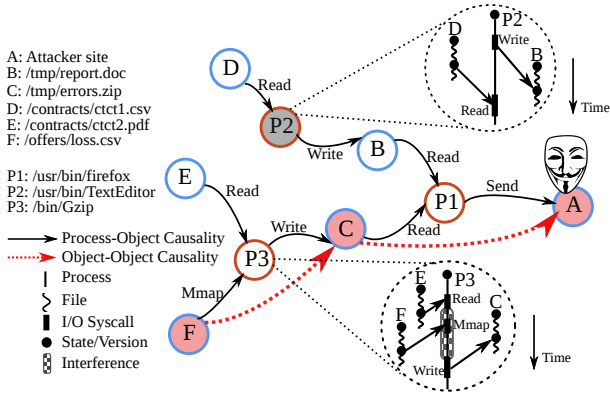 A: Attacker site
B: /tmp/report.doc
C: /tmp/errors.zip
D: /contracts/ctct1.csv
E: /contracts/ctct2.pdf
F: /offers/loss.csv
P1: /usr/bin/firefox
P2: /usr/bin/TextEditor
P3: /bin/Gzip
Process-Object Causality
Object-Object Causality
Process
File
I/O Syscall
State/Version
Interference
D
Read
P2
Write
B
Read
E
Read
P1
Send
A
C
Write
Read
P3
Mmap
F
P2
D
Write
B
Read
Time
P3
E
Read
C
F
Mmap
Write
Time